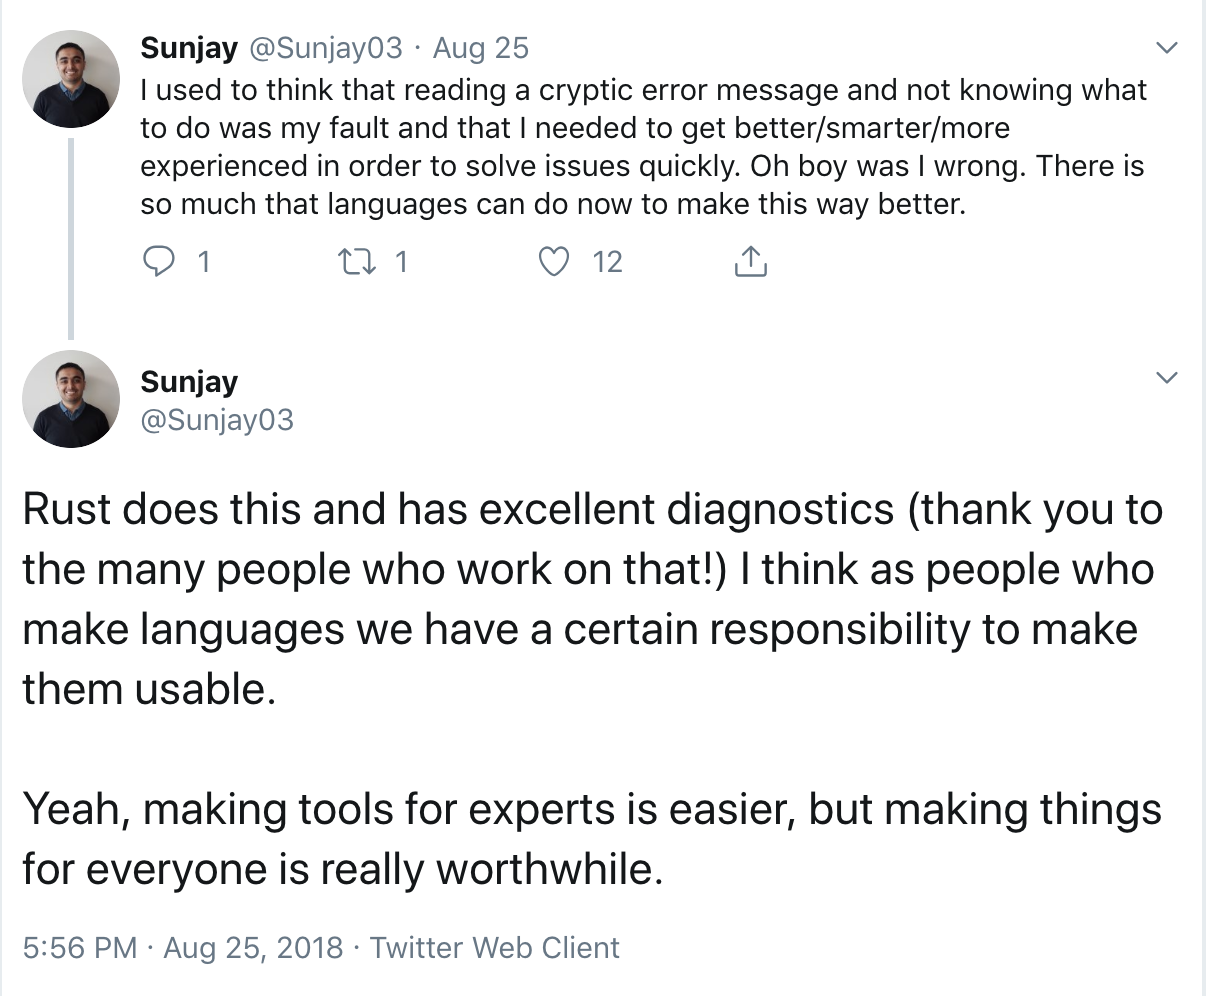 Sunjay @Sunjay03 · Aug 25
I used to think that reading a cryptic error message and not knowing what
to do was my fault and that I needed to get better/smarter/more
experienced in order to solve issues quickly. Oh boy was I wrong. There is
so much that languages can do now to make this way better.
1 1 12
Sunjay
@Sunjay03
Rust does this and has excellent diagnostics (thank you to
the many people who work on that!) I think as people who
make languages we have a certain responsibility to make
them usable.
Yeah, making tools for experts is easier, but making things
for everyone is really worthwhile.
5:56 PM · Aug 25, 2018 · Twitter Web Client